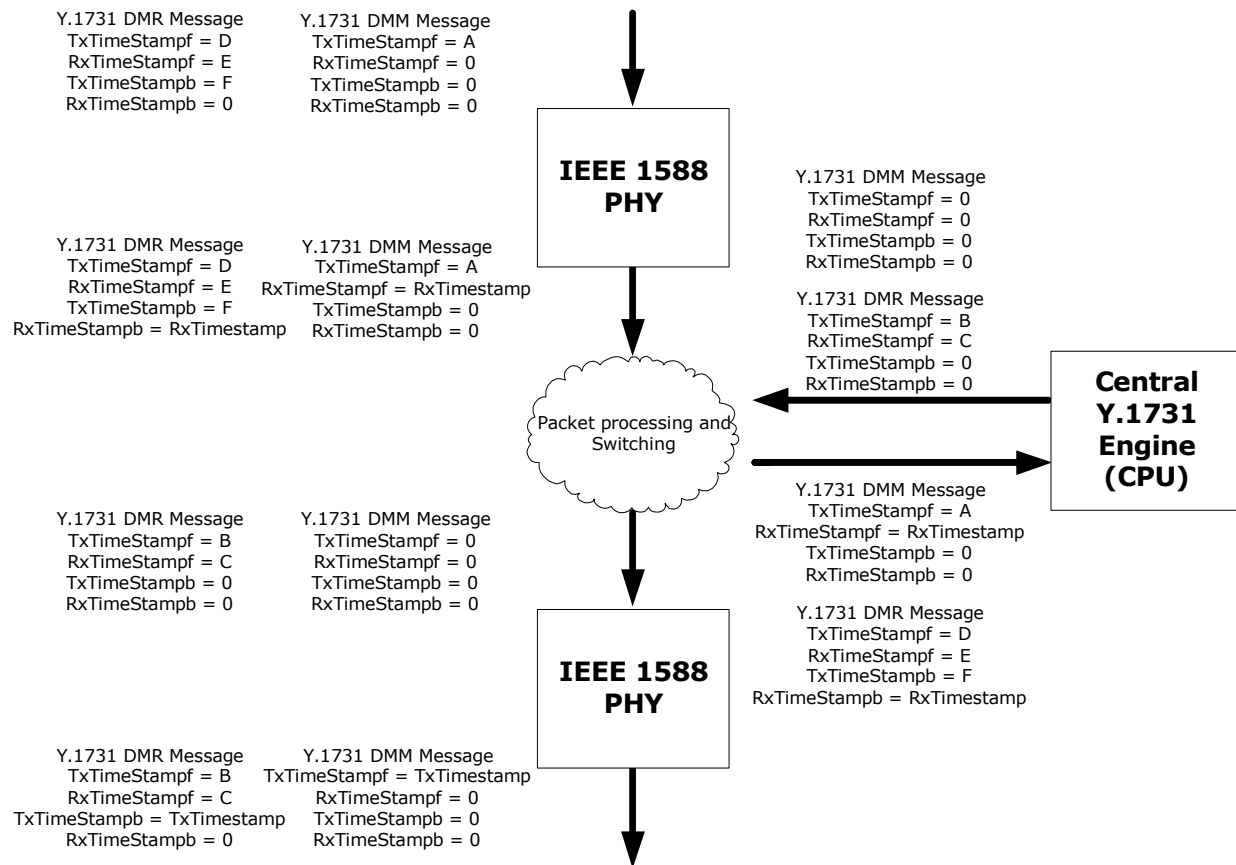 Y.1731 DMR Message
TxTimeStampf = D
RxTimeStampf = E
TxTimeStampb = F
RxTimeStampb = 0
Y.1731 DMM Message
TxTimeStampf = A
RxTimeStampf = 0
TxTimeStampb = 0
RxTimeStampb = 0
IEEE 1588
PHY
Y.1731 DMR Message
TxTimeStampf = D
RxTimeStampf = E
TxTimeStampb = F
RxTimeStampb = RxTimestamp
Y.1731 DMM Message
TxTimeStampf = A
RxTimeStampf = RxTimestamp
TxTimeStampb = 0
RxTimeStampb = 0
Y.1731 DMM Message
TxTimeStampf = 0
RxTimeStampf = 0
TxTimeStampb = 0
RxTimeStampb = 0
Y.1731 DMR Message
TxTimeStampf = B
RxTimeStampf = C
TxTimeStampb = 0
RxTimeStampb = 0
Packet processing and
Switching
Central
Y.1731
Engine
(CPU)
Y.1731 DMM Message
TxTimeStampf = A
RxTimeStampf = RxTimestamp
TxTimeStampb = 0
RxTimeStampb = 0
Y.1731 DMR Message
TxTimeStampf = D
RxTimeStampf = E
TxTimeStampb = F
RxTimeStampb = RxTimestamp
Y.1731 DMR Message
TxTimeStampf = B
RxTimeStampf = C
TxTimeStampb = 0
RxTimeStampb = 0
Y.1731 DMM Message
TxTimeStampf = 0
RxTimeStampf = 0
TxTimeStampb = 0
RxTimeStampb = 0
IEEE 1588
PHY
Y.1731 DMR Message
TxTimeStampf = B
RxTimeStampf = C
TxTimeStampb = TxTimestamp
RxTimeStampb = 0
Y.1731 DMM Message
TxTimeStampf = TxTimestamp
RxTimeStampf = 0
TxTimeStampb = 0
RxTimeStampb = 0